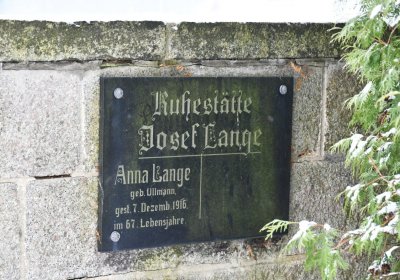 Ruhestätte
Josef Lange
Anna Lange
geb. Ullmann,
gest. 7. Dezemb. 1916,
im 67. Lebensjahre.